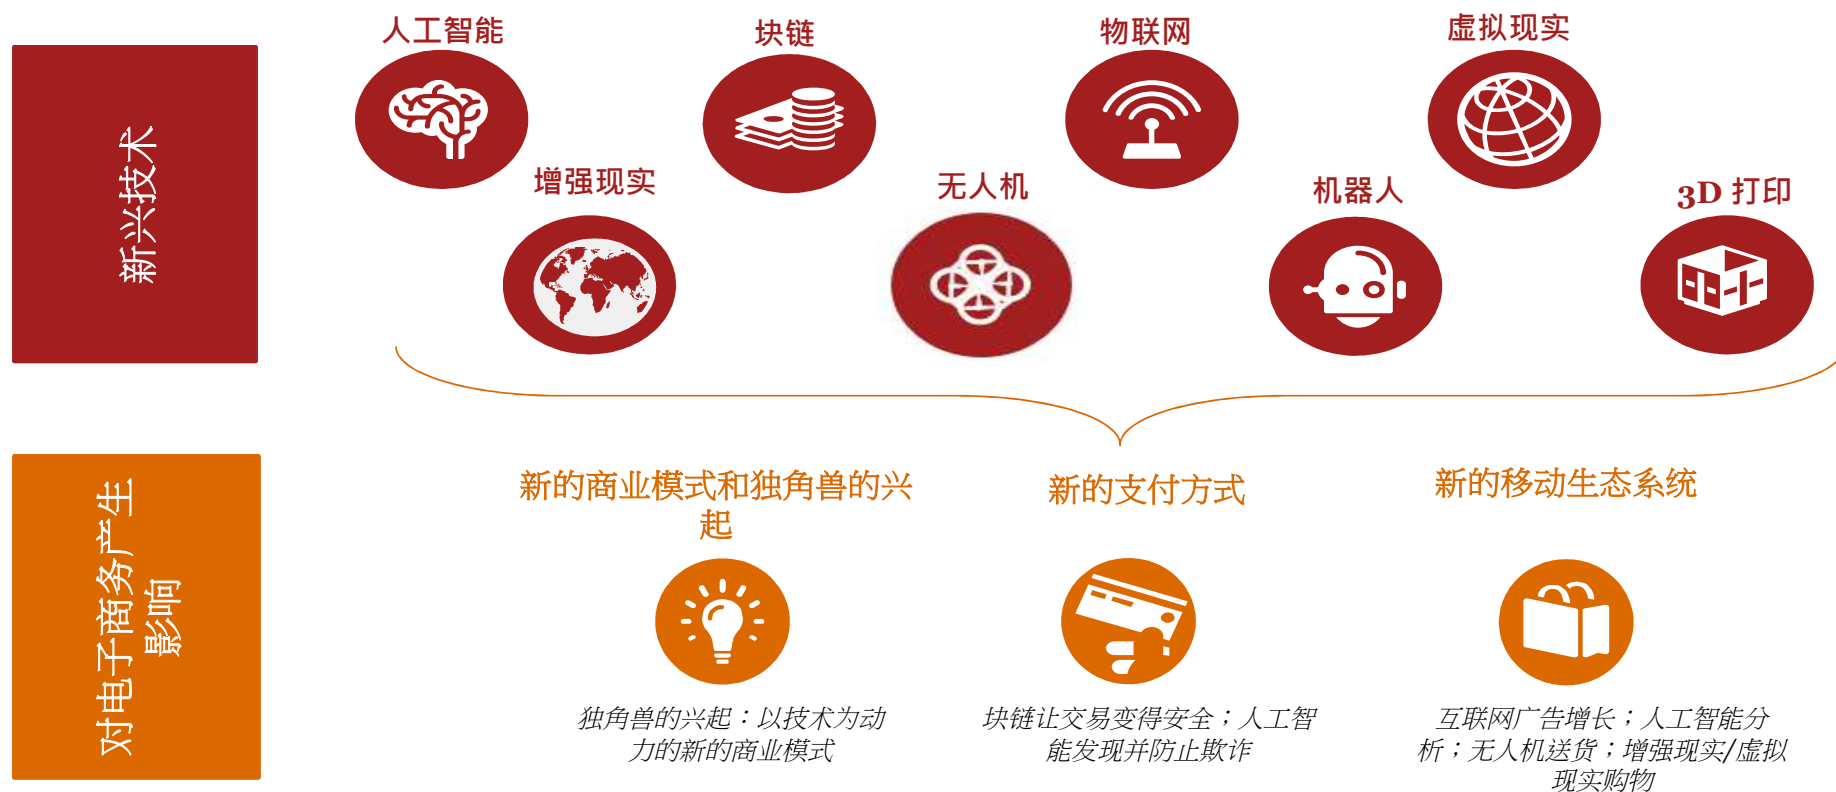 新兴技术
人工智能
块链
物联网
虚拟现实
增强现实
无人机
机器人
3D 打印
对电子商务产生
影响
新的商业模式和独角兽的兴
起
新的支付方式
新的移动生态系统
独角兽的兴起：以技术为动
力的新的商业模式
块链让交易变得安全；人工智
能发现并防止欺诈
互联网广告增长；人工智能分
析；无人机送货；增强现实/虚拟
现实购物